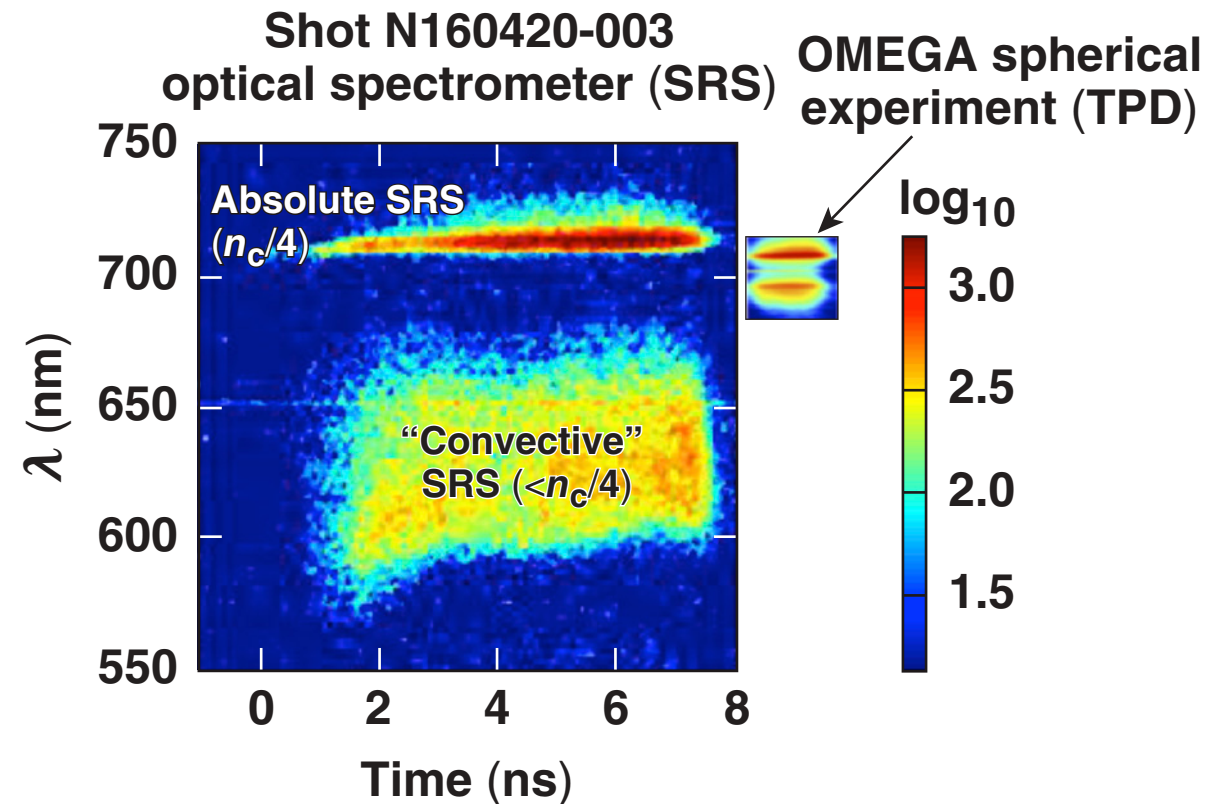 Shot N160420-003
optical spectrometer (SRS)
OMEGA spherical
experiment (TPD)
750
700
650
600
550
λ (nm)
Absolute SRS
(nc/4)
“Convective”
SRS (<nc/4)
0 2 4 6 8
Time (ns)
log10
3.0
2.5
2.0
1.5